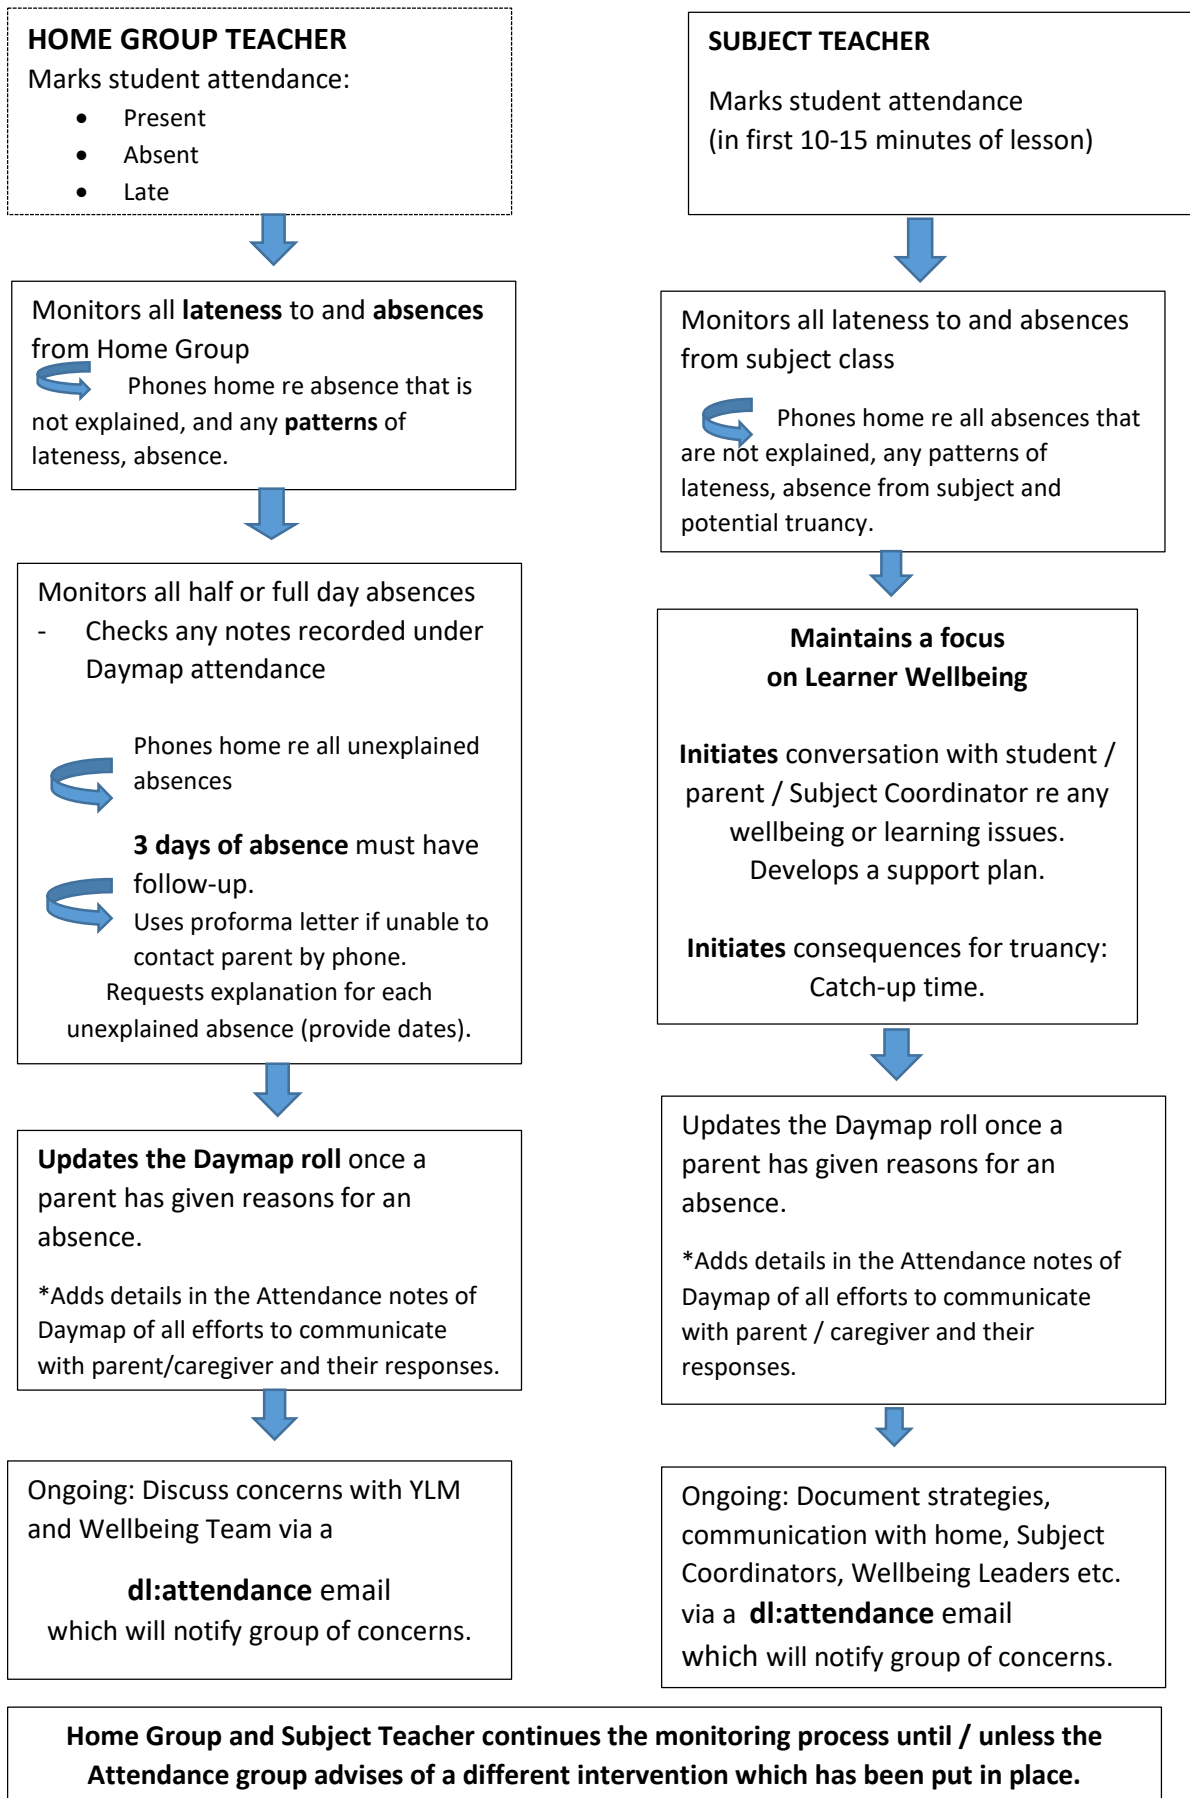 HOME GROUP TEACHER
Marks student attendance:
• Present
• Absent
• Late
Monitors all lateness to and absences
from Home Group
Phones home re absence that is
not explained, and any patterns of
lateness, absence.
Monitors all half or full day absences
- Checks any notes recorded under
Daymap attendance
Phones home re all unexplained
absences
3 days of absence must have
follow-up.
Uses proforma letter if unable to
contact parent by phone.
Requests explanation for each
unexplained absence (provide dates).
Updates the Daymap roll once a
parent has given reasons for an
absence.
*Adds details in the Attendance notes of
Daymap of all efforts to communicate
with parent/caregiver and their responses.
Ongoing: Discuss concerns with YLM
and Wellbeing Team via a
dl:attendance email
which will notify group of concerns.
SUBJECT TEACHER
Marks student attendance
(in first 10-15 minutes of lesson)
Monitors all lateness to and absences
from subject class
Phones home re all absences that
are not explained, any patterns of
lateness, absence from subject and
potential truancy.
Maintains a focus
on Learner Wellbeing
Initiates conversation with student /
parent / Subject Coordinator re any
wellbeing or learning issues.
Develops a support plan.
Initiates consequences for truancy:
Catch-up time.
Updates the Daymap roll once a
parent has given reasons for an
absence.
*Adds details in the Attendance notes of
Daymap of all efforts to communicate
with parent / caregiver and their
responses.
Ongoing: Document strategies,
communication with home, Subject
Coordinators, Wellbeing Leaders etc.
via a dl:attendance email
which will notify group of concerns.
Home Group and Subject Teacher continues the monitoring process until / unless the
Attendance group advises of a different intervention which has been put in place.